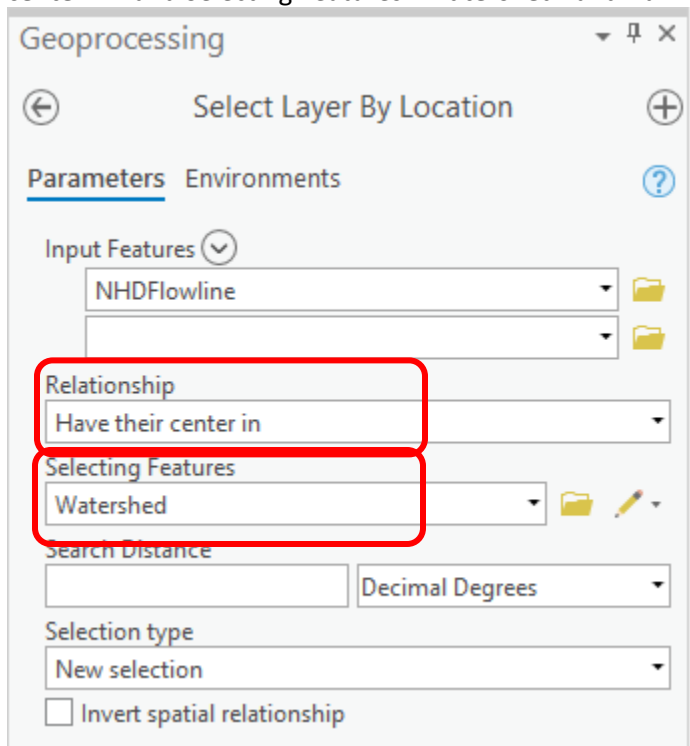 Geoprocessing
Select Layer By Location
Parameters Environments
Input Features
NHDFlowline
Relationship
Have their center in
Selecting Features
Watershed
Search Distance
Decimal Degrees
Selection type
New selection
Invert spatial relationship